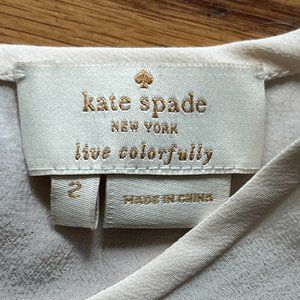 kate spade
NEW YORK
live colorfully
2
MADE IN CHINA